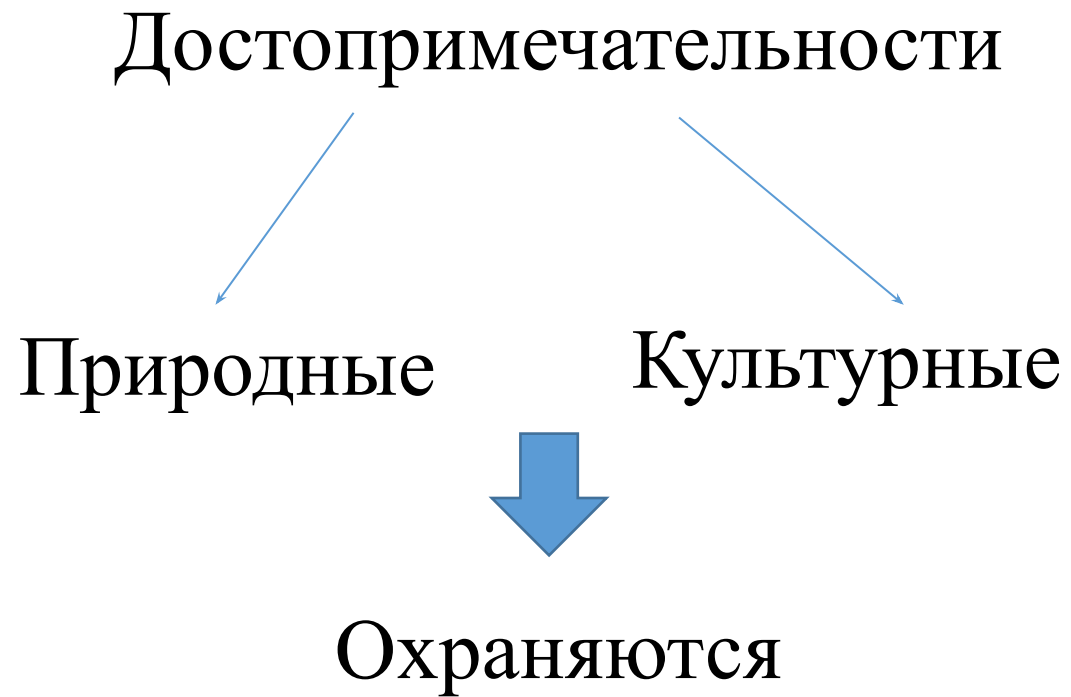 Достопримечательности
Природные
Культурные
Охраняются